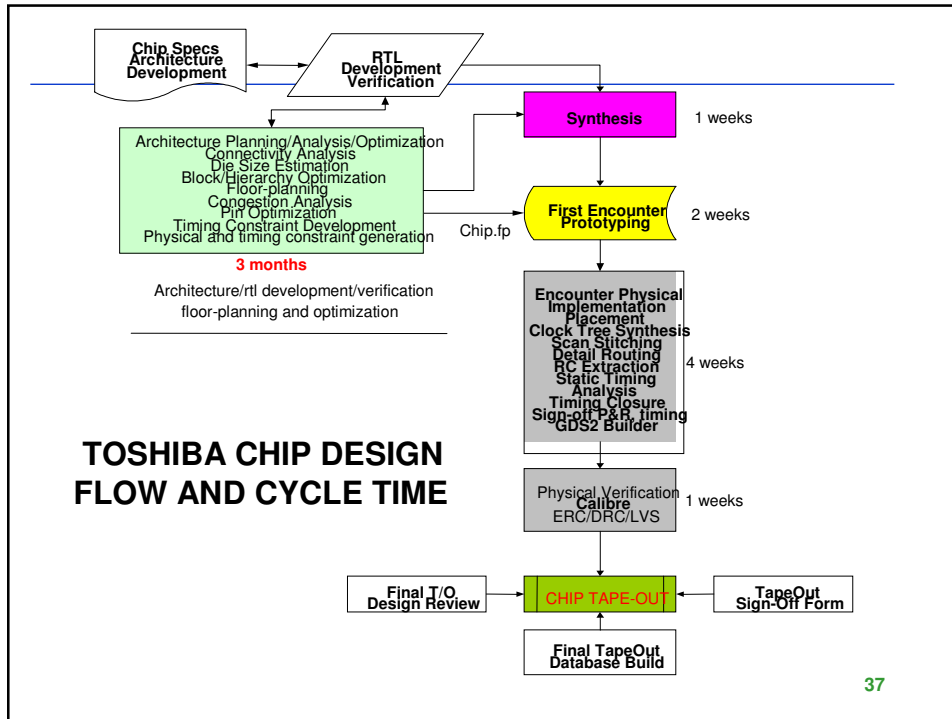 Chip Specs
Architecture
Development
RTL
Development
Verification
Synthesis
1 weeks
Architecture Planning/Analysis/Optimization
Connectivity Analysis
Die Size Estimation
Block/Hierarchy Optimization
Floor-planning
Congestion Analysis
Pin Optimization
Timing Constraint Development
Physical and timing constraint generation
3 months
Architecture/rtl development/verification
floor-planning and optimization
Chip.fp
First Encounter
Prototyping
2 weeks
Encounter Physical
Implementation
Placement
Clock Tree Synthesis
Scan Stitching
Detail Routing
RC Extraction
Static Timing
Analysis
Timing Closure
Sign-off P&R, timing
GDS2 Builder
4 weeks
TOSHIBA CHIP DESIGN
FLOW AND CYCLE TIME
Physical Verification
Calibre
ERC/DRC/LVS
1 weeks
Final T/O
Design Review
CHIP TAPE-OUT
TapeOut
Sign-Off Form
Final TapeOut
Database Build
37